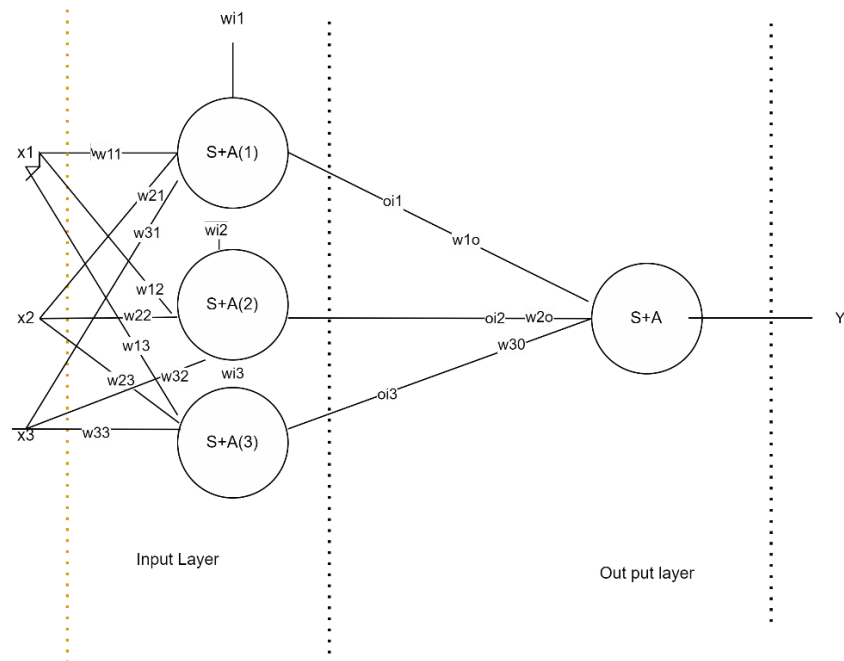 wi1
x1
w11
S+A(1)
w21
oi1
w31
wi2
w1o
w12
S+A(2)
x2
w22
oi2
w2o
S+A
Y
w13
w30
wi3
w23
w32
oi3
x3
w33
S+A(3)
Input Layer
Out put layer